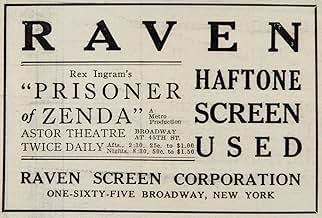 RAVEN
HAFTONE
SCREEN
USED
Rex Ingram's
"PRISONER
of ZENDA"
A
Metro
Production
ASTOR THEATRE
BROADWAY
AT 45TH ST.
TWICE DAILY
Afts., 2:30, 25c. to $1.00
Nights, 8:30, 50c. to $1.50
RAVEN SCREEN CORPORATION
ONE-SIXTY-FIVE BROADWAY, NEW YORK